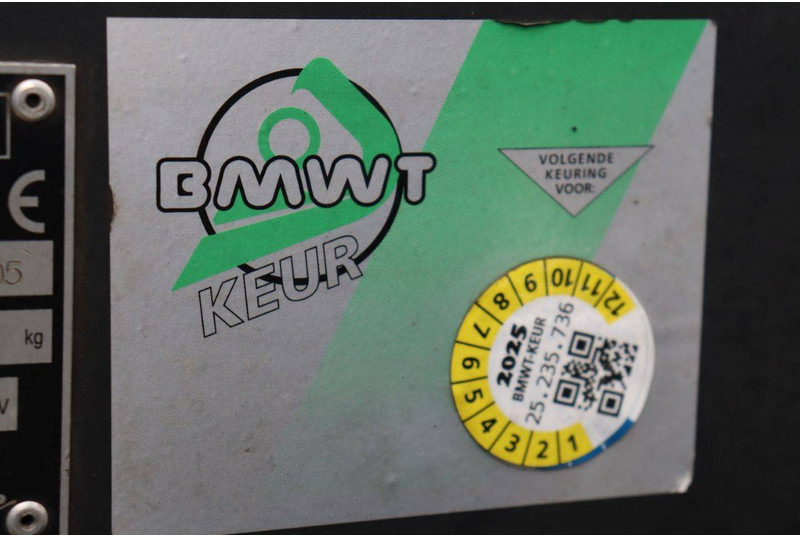 BMWT
KEUR
VOLGENDE
KEURING
VOOR:
1 2 3 4 5 6 7 8 9 10 11 12
2025
BMWT-KEUR
25.235.736
CE
05
kg